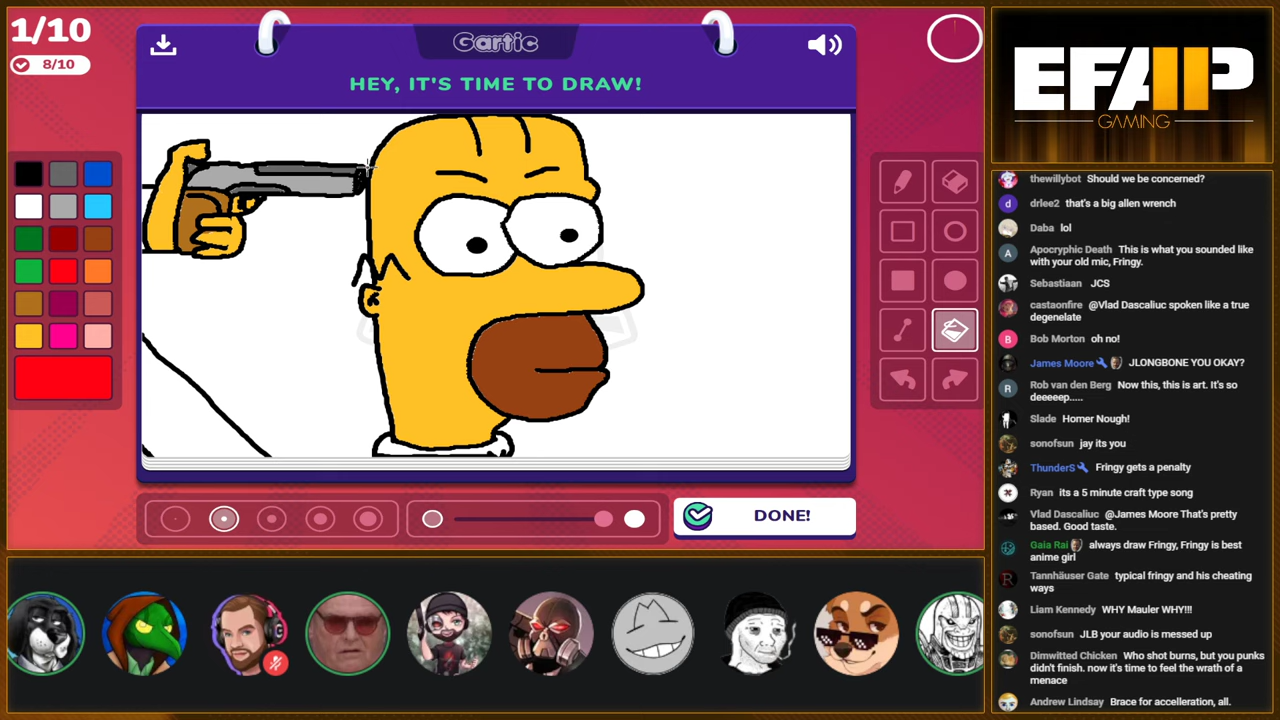 1/10
8/10
Gartic
HEY, IT'S TIME TO DRAW!
DONE!
EFAP
GAMING
thewillybot Should we be concerned?
drlee2 that's a big allen wrench
Daba lol
Apocryphic Death This is what you sounded like
with your old mic, Fringy.
Sebastiaan JCS
castaonfire @Vlad Dascaliuc spoken like a true
degenelate
Bob Morton oh no!
James Moore JLONGBONE YOU OKAY?
Rob van den Berg Now this, this is art. It's so
deeeeep.....
Slade Homer Nough!
sonofsun jay its you
ThunderS Fringy gets a penalty
Ryan its a 5 minute craft type song
Vlad Dascaliuc @James Moore That's pretty
based. Good taste.
Gaia Rai always draw Fringy, Fringy is best
anime girl
Tannhäuser Gate typical fringy and his cheating
ways
Liam Kennedy WHY Mauler WHY!!!
sonofsun JLB your audio is messed up
Dimwitted Chicken Who shot burns, but you punks
didn't finish. now it's time to feel the wrath of a
menace
Andrew Lindsay Brace for accelleration, all.